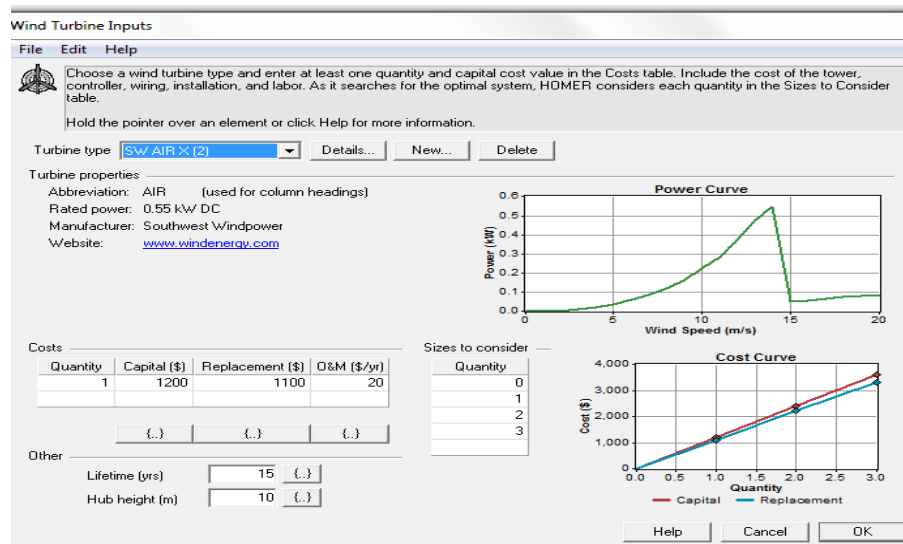 Wind Turbine Inputs
File Edit Help
Choose a wind turbine type and enter at least one quantity and capital cost value in the Costs table. Include the cost of the tower,
controller, wiring, installation, and labor. As it searches for the optimal system, HOMER considers each quantity in the Sizes to Consider
table.
Hold the pointer over an element or click Help for more information.
Turbine type SW AIR X (2) Details... New... Delete
Turbine properties
Abbreviation: AIR (used for column headings)
Rated power: 0.55 kW DC
Manufacturer: Southwest Windpower
Website: www.windenergy.com
Power Curve
Power (kW)
0.6
0.5
0.4
0.3
0.2
0.1
0.0
0 5 10 15 20
Wind Speed (m/s)
Costs
Quantity Capital ($) Replacement ($) O&M ($/yr)
1 1200 1100 20
{..} {..} {..}
Sizes to consider
Quantity
0
1
2
3
Cost Curve
Cost ($)
4,000
3,000
2,000
1,000
0
0.0 0.5 1.0 1.5 2.0 2.5 3.0
Quantity
Capital Replacement
Other
Lifetime (yrs) 15 {..}
Hub height (m) 10 {..}
Help Cancel OK